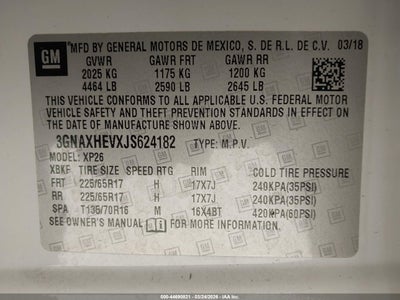 GM
MFD BY GENERAL MOTORS DE MEXICO, S. DE R.L. DE C.V. 03/18
GVWR GAWR FRT GAWR RR
2025 KG 1175 KG 1200 KG
4464 LB 2590 LB 2645 LB
THIS VEHICLE CONFORMS TO ALL APPLICABLE U.S. FEDERAL MOTOR
VEHICLE SAFETY AND THEFT PREVENTION STANDARDS IN EFFECT ON THE
DATE OF MANUFACTURE SHOWN ABOVE.
3GNAXHEVXJS624182 TYPE: M.P.V.
MODEL: XP26
XBKF TIRE SIZE SPEED RTG RIM COLD TIRE PRESSURE
FRT 225/65R17 H 17X7J 240KPA(35PSI)
RR 225/65R17 H 17X7J 240KPA(35PSI)
SPA T135/70R16 M 16X4BT 420KPA(60PSI)
SEE OWNER'S MANUAL FOR MORE INFORMATION.